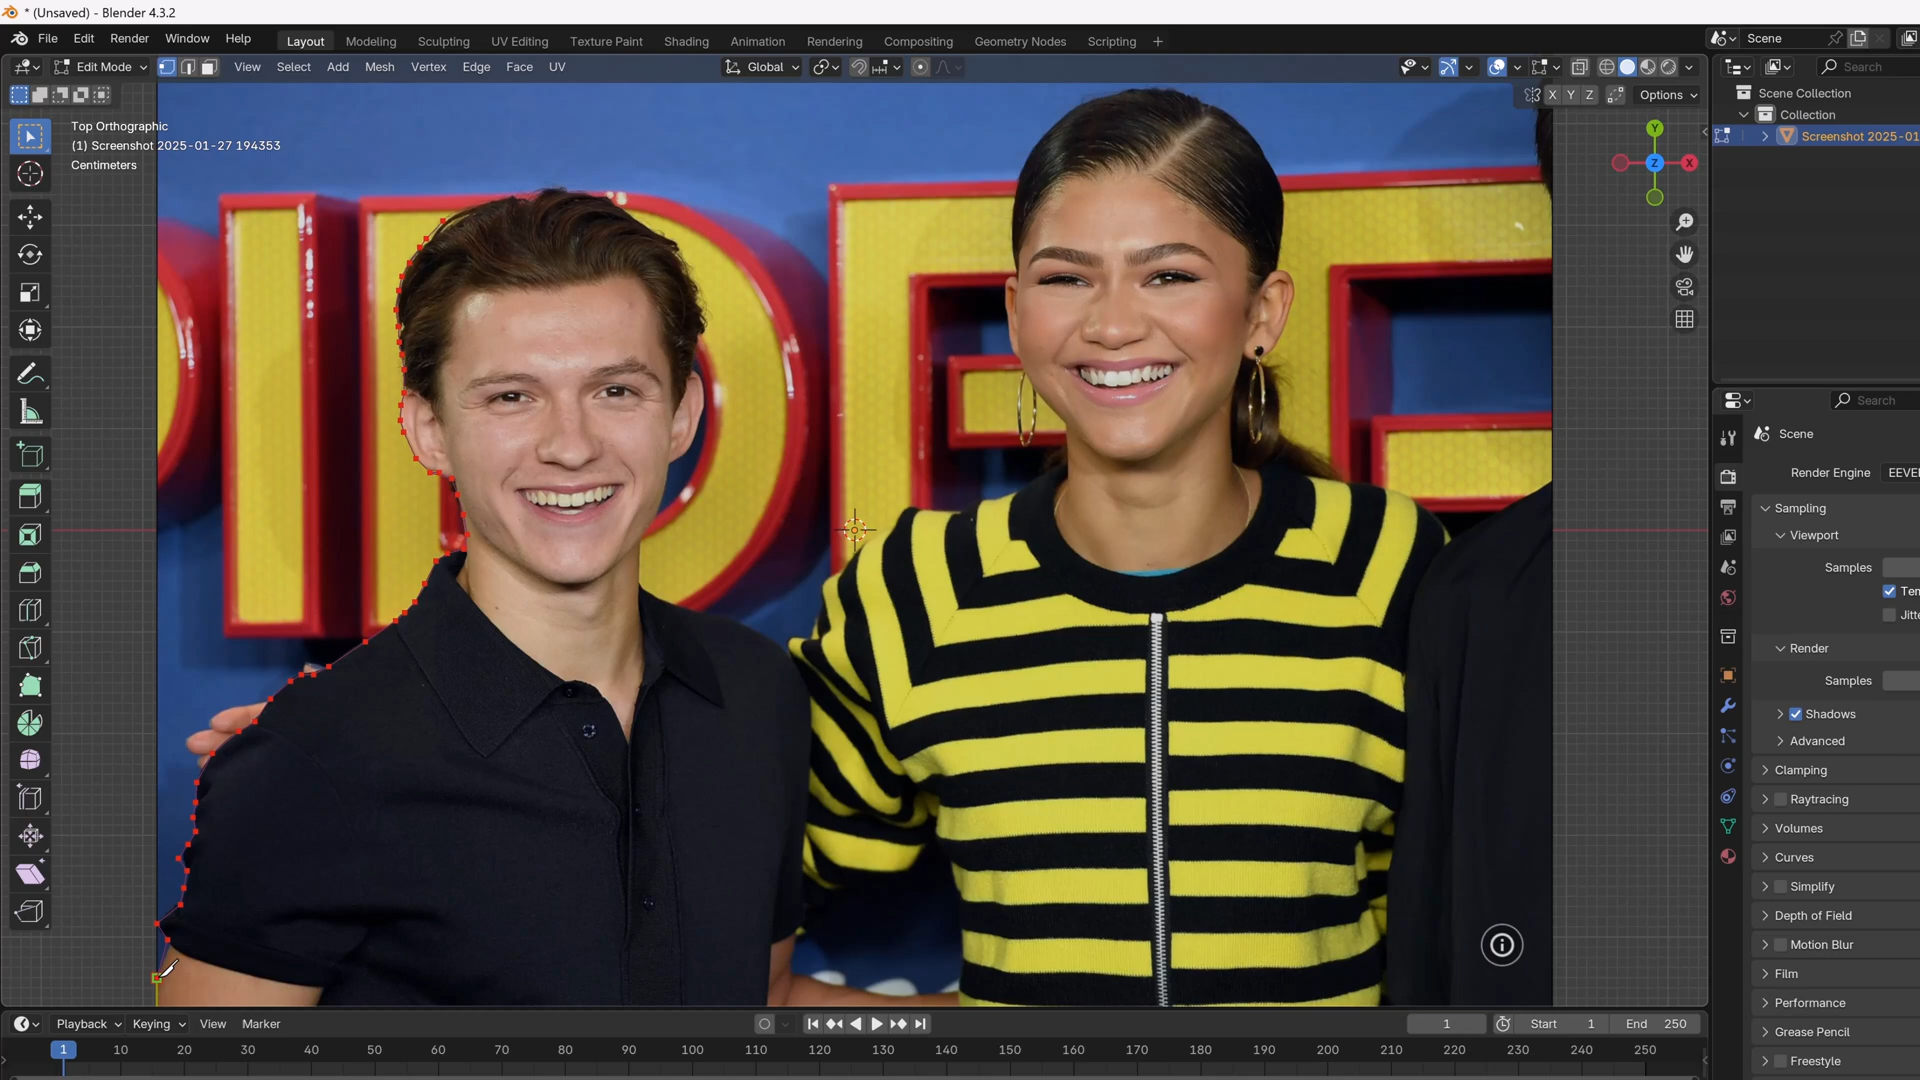 * (Unsaved) - Blender 4.3.2
File Edit Render Window Help
Layout Modeling Sculpting UV Editing Texture Paint Shading Animation Rendering Compositing Geometry Nodes Scripting +
Scene
Edit Mode View Select Add Mesh Vertex Edge Face UV
Global
Search
X Y Z Options
Scene Collection
Collection
Screenshot 2025-01
Top Orthographic
(1) Screenshot 2025-01-27 194353
Centimeters
Y
Z
X
IDE
Search
Scene
Render Engine EEVE
Sampling
Viewport
Samples
Ten
Jitte
Render
Samples
Shadows
Advanced
Clamping
Raytracing
Volumes
Curves
Simplify
Depth of Field
Motion Blur
Film
Performance
Grease Pencil
Freestyle
Playback Keying View Marker
1 Start 1 End 250
1 10 20 30 40 50 60 70 80 90 100 110 120 130 140 150 160 170 180 190 200 210 220 230 240 250